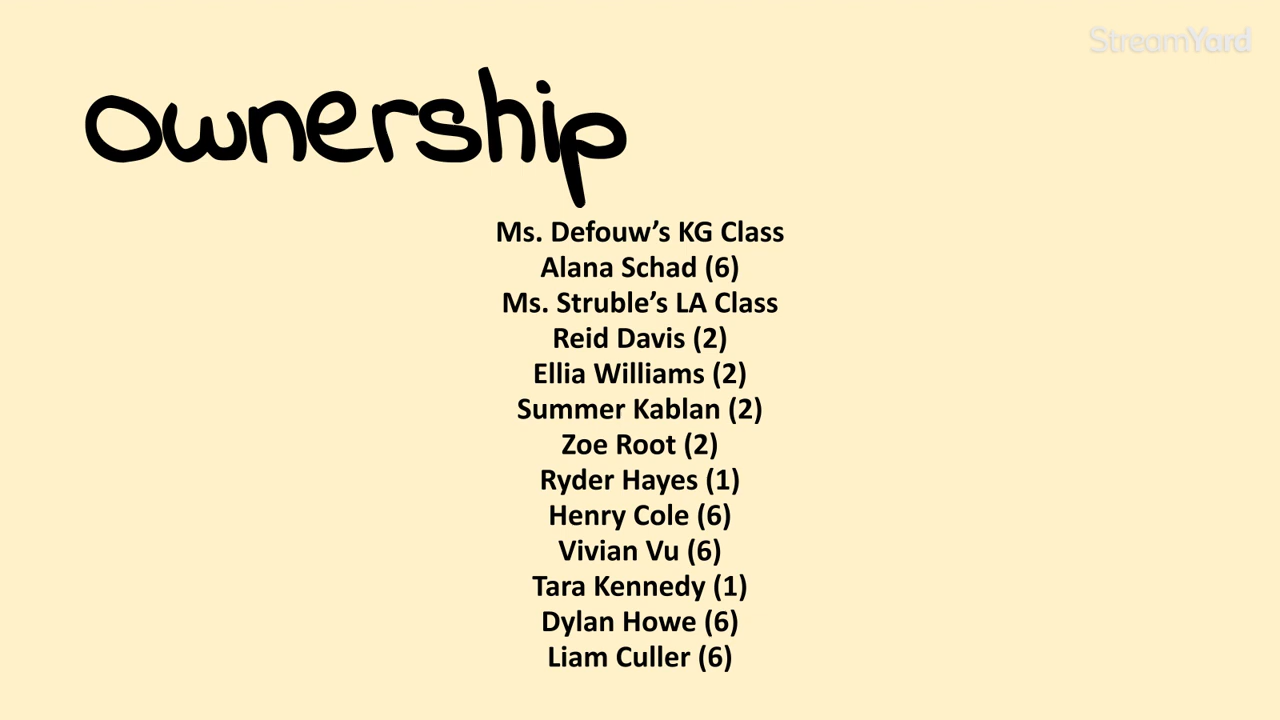 StreamYard
ownership
Ms. Defouw’s KG Class
Alana Schad (6)
Ms. Struble’s LA Class
Reid Davis (2)
Ellia Williams (2)
Summer Kablan (2)
Zoe Root (2)
Ryder Hayes (1)
Henry Cole (6)
Vivian Vu (6)
Tara Kennedy (1)
Dylan Howe (6)
Liam Culler (6)